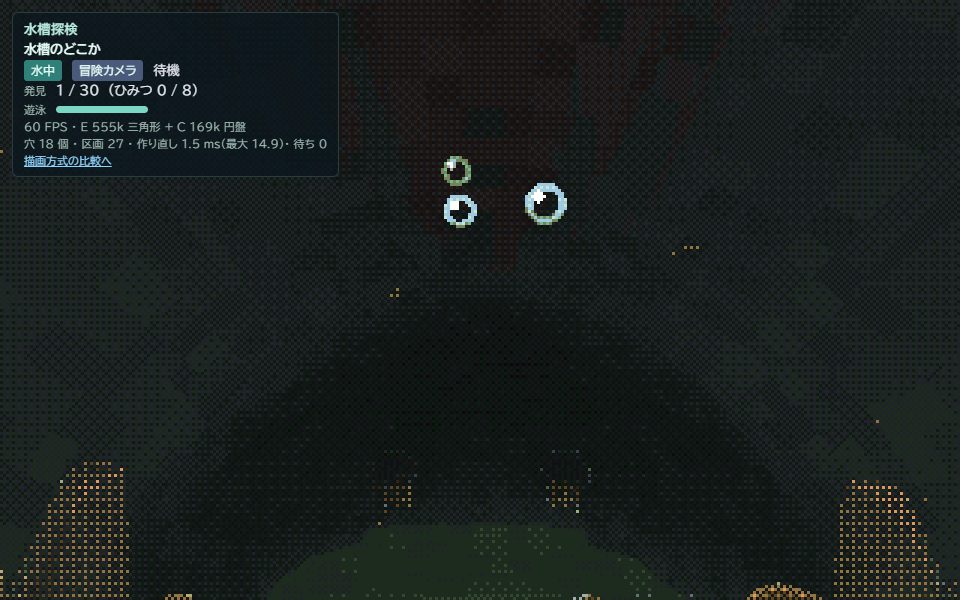 水槽探検
水槽のどこか
水中 冒険カメラ 待機
発見 1 / 30（ひみつ 0 / 8）
遊泳
60 FPS・E 555k 三角形 + C 169k 円盤
穴 18 個・区画 27・作り直し 1.5 ms(最大 14.9)・待ち 0
描画方式の比較へ